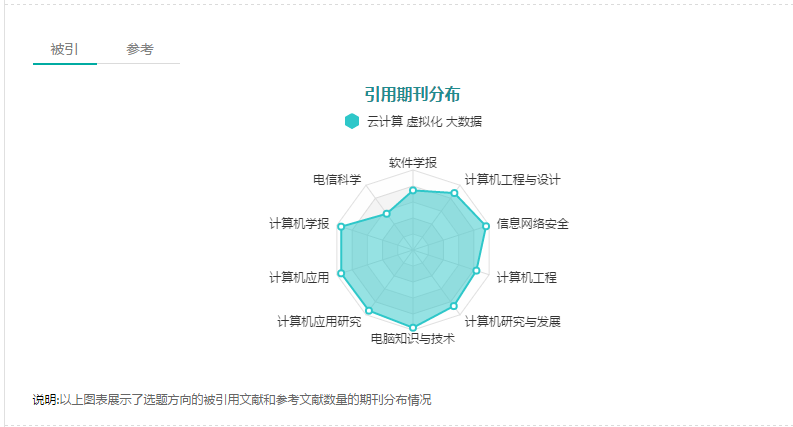 被引 参考
引用期刊分布
云计算 虚拟化 大数据
软件学报
电信科学 计算机工程与设计
计算机学报 信息网络安全
计算机应用 计算机工程
计算机应用研究 计算机研究与发展
电脑知识与技术
说明:以上图表展示了选题方向的被引用文献和参考文献数量的期刊分布情况